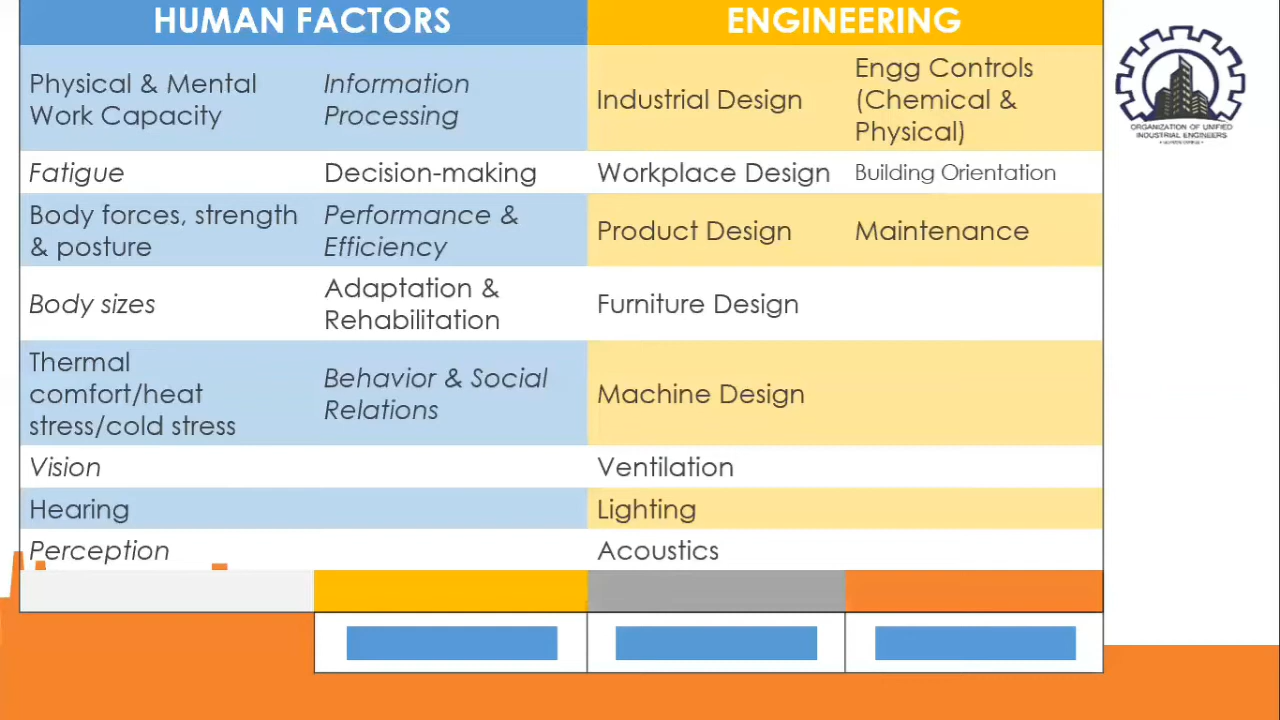 HUMAN FACTORS
ENGINEERING
Physical & Mental
Work Capacity
Information
Processing
Industrial Design
Engg Controls
(Chemical &
Physical)
Fatigue
Decision-making
Workplace Design
Building Orientation
Body forces, strength
& posture
Performance &
Efficiency
Product Design
Maintenance
Body sizes
Adaptation &
Rehabilitation
Furniture Design
Thermal
comfort/heat
stress/cold stress
Behavior & Social
Relations
Machine Design
Vision
Ventilation
Hearing
Lighting
Perception
Acoustics
ORGANIZATION OF UNIFIED
INDUSTRIAL ENGINEERS